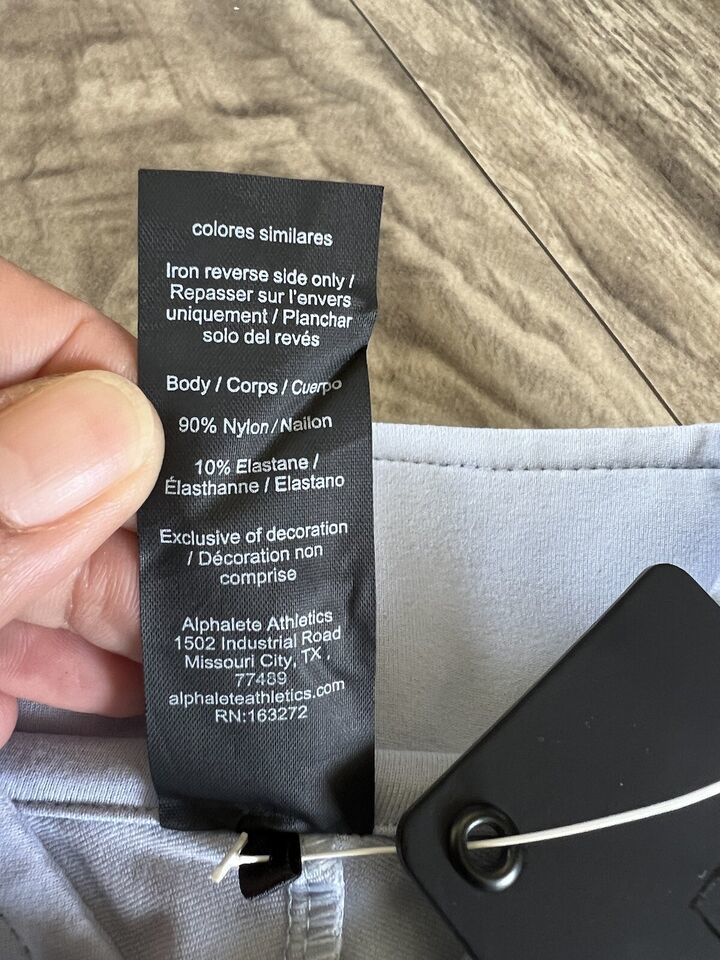 colores similares
Iron reverse side only /
Repasser sur l'envers
uniquement / Planchar
solo del revés
Body / Corps / Cuerpo
90% Nylon / Nailon
10% Elastane /
Élasthanne / Elastano
Exclusive of decoration
/ Décoration non
comprise
Alphalete Athletics
1502 Industrial Road
Missouri City, TX ,
77489
alphaleteathletics.com
RN:163272